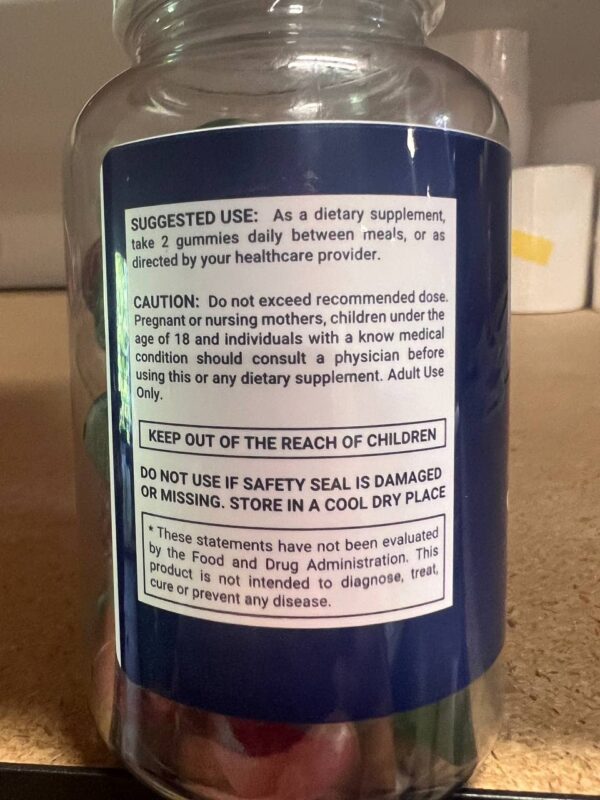 SUGGESTED USE: As a dietary supplement,
take 2 gummies daily between meals, or as
directed by your healthcare provider.
CAUTION: Do not exceed recommended dose.
Pregnant or nursing mothers, children under the
age of 18 and individuals with a know medical
condition should consult a physician before
using this or any dietary supplement. Adult Use
Only.
KEEP OUT OF THE REACH OF CHILDREN
DO NOT USE IF SAFETY SEAL IS DAMAGED
OR MISSING. STORE IN A COOL DRY PLACE
* These statements have not been evaluated
by the Food and Drug Administration. This
product is not intended to diagnose, treat,
cure or prevent any disease.